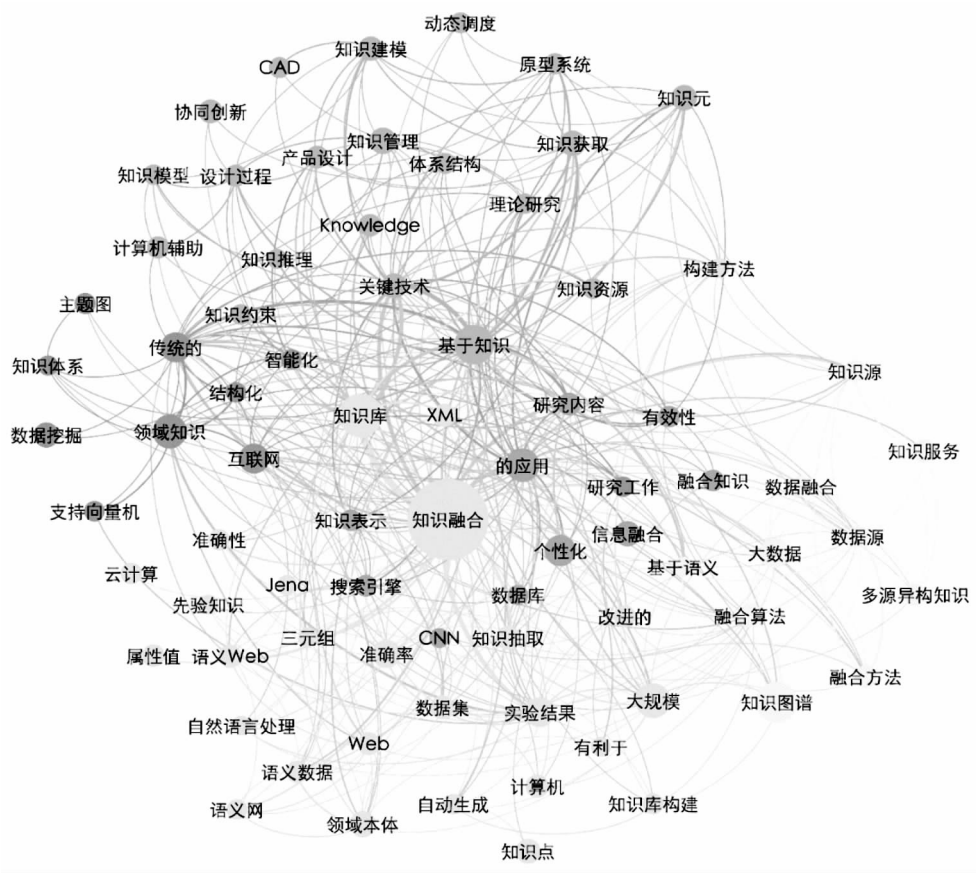 动态调度
知识建模
CAD
原型系统
知识元
协同创新
知识管理
知识获取
产品设计
体系结构
知识模型
设计过程
理论研究
Knowledge
计算机辅助
知识推理
构建方法
关键技术
知识资源
主题图
知识约束
传统的
基于知识
智能化
知识体系
知识源
结构化
研究内容
知识库
XML
有效性
数据挖掘
领域知识
知识服务
互联网
的应用
融合知识
研究工作
数据融合
支持向量机
知识表示
知识融合
信息融合
数据源
准确性
个性化
大数据
基于语义
云计算
Jena
搜索引擎
数据库
多源异构知识
先验知识
改进的
融合算法
三元组
CNN
知识抽取
属性值
语义Web
准确率
融合方法
大规模
知识图谱
数据集
实验结果
自然语言处理
Web
有利于
语义数据
计算机
语义网
自动生成
知识库构建
领域本体
知识点